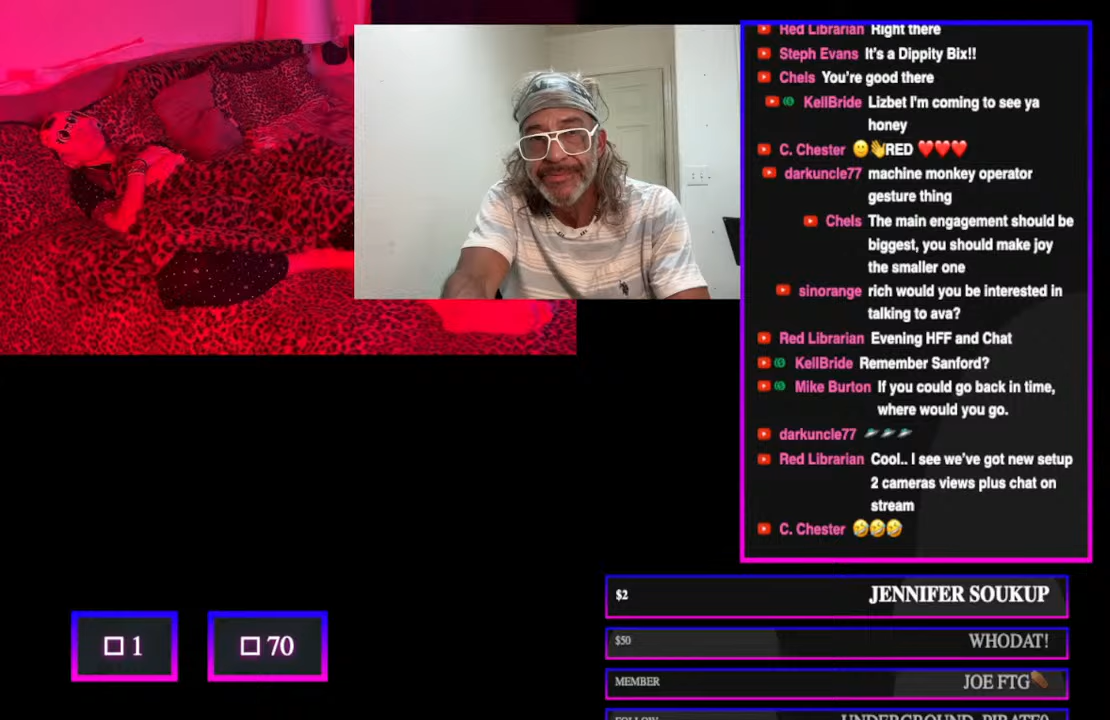 Red Librarian Right there
Steph Evans It's a Dippity Bix!!
Chels You're good there
KellBride Lizbet I'm coming to see ya
honey
C. Chester 🙂👋RED ❤️❤️❤️
darkuncle77 machine monkey operator
gesture thing
Chels The main engagement should be
biggest, you should make joy
the smaller one
sinorange rich would you be interested in
talking to ava?
Red Librarian Evening HFF and Chat
KellBride Remember Sanford?
Mike Burton If you could go back in time,
where would you go.
darkuncle77
Red Librarian Cool.. I see we've got new setup
2 cameras views plus chat on
stream
C. Chester 🤣🤣🤣
$2 JENNIFER SOUKUP
$50 WHODAT!
MEMBER JOE FTG
FOLLOW UNDERGROUND_PIRATE0
1 70